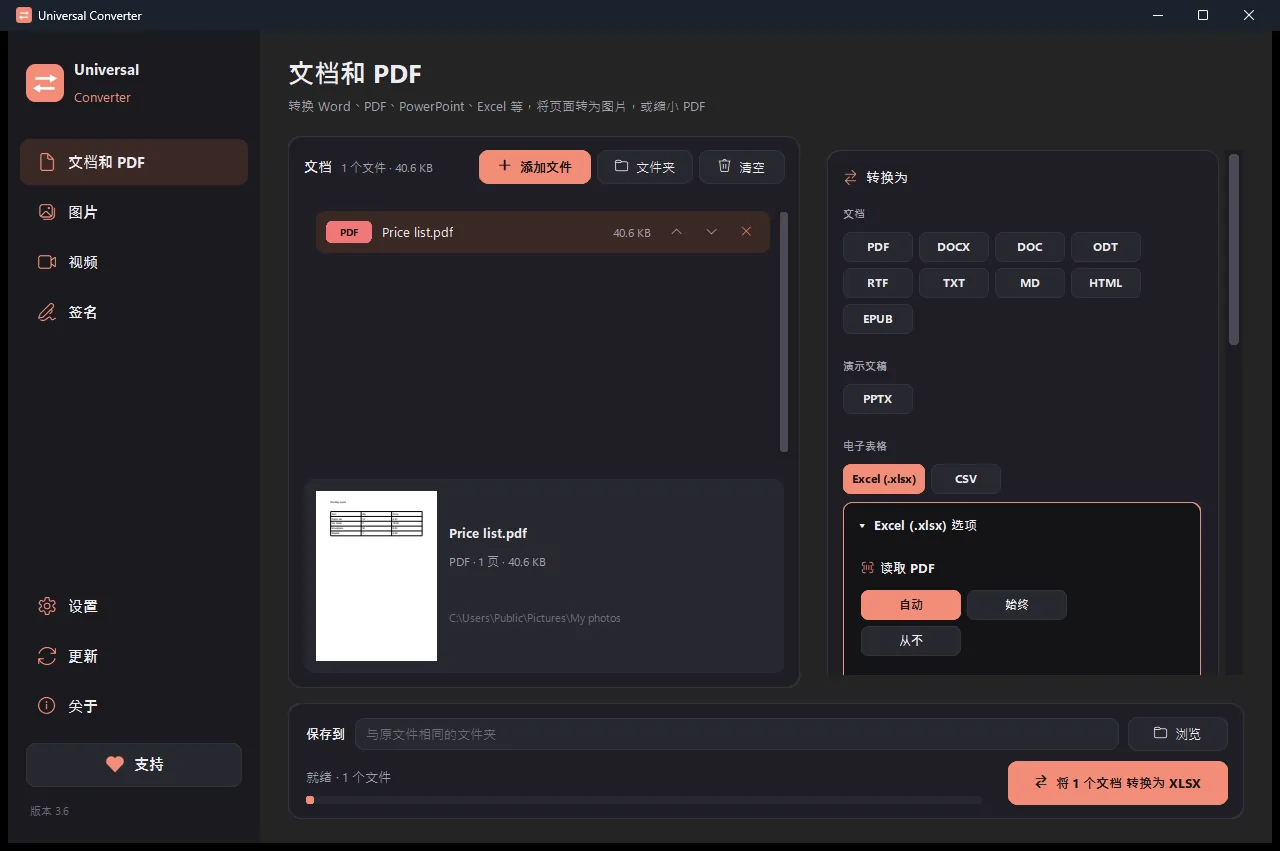 Universal Converter
Universal
Converter
文档和 PDF
图片
视频
签名
设置
更新
关于
支持
版本 3.6
文档和 PDF
转换 Word、PDF、PowerPoint、Excel 等，将页面转为图片，或缩小 PDF
文档 1 个文件 · 40.6 KB 添加文件 文件夹 清空
PDF Price list.pdf 40.6 KB
Price list.pdf
PDF · 1 页 · 40.6 KB
C:\Users\Public\Pictures\My photos
转换为
文档
PDF DOCX DOC ODT
RTF TXT MD HTML
EPUB
演示文稿
PPTX
电子表格
Excel (.xlsx) CSV
Excel (.xlsx) 选项
读取 PDF
自动 始终
从不
保存到 与原文件相同的文件夹 浏览
就绪 · 1 个文件
将 1 个文档 转换为 XLSX